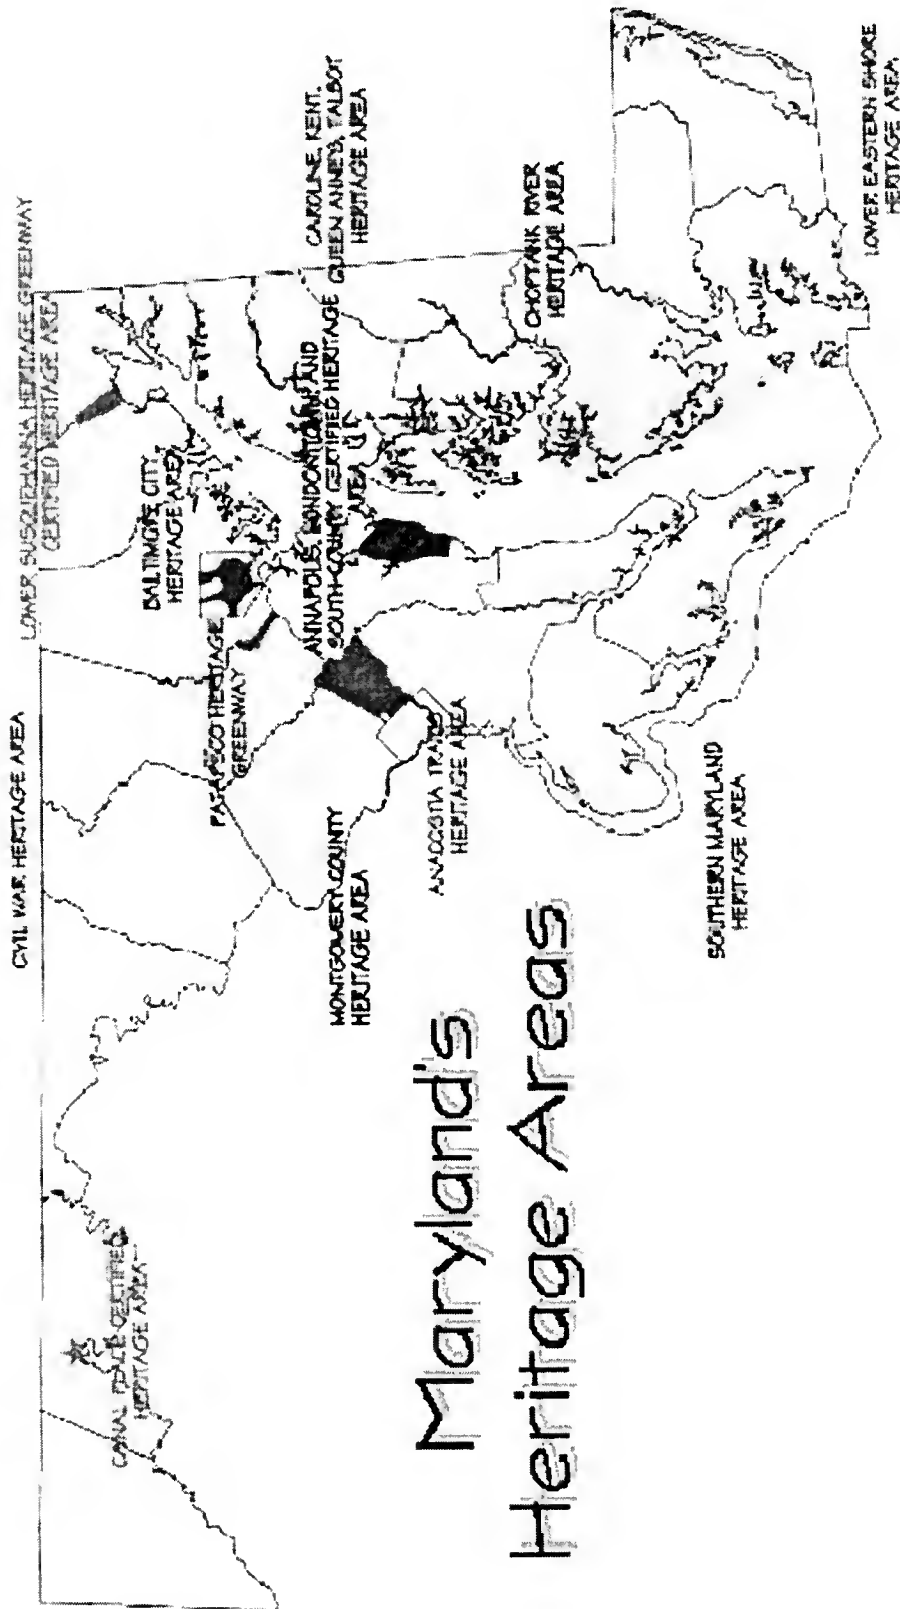 CIVIL WAR HERITAGE AREA
LOWER SUSQUEHANNA HERITAGE GREENWAY
CERTIFIED HERITAGE AREA
BALTIMORE CITY
HERITAGE AREA
PATAPSCO HERITAGE
GREENWAY
ANNAPOLIS, LONDONTOWN, AND
SOUTH COUNTY CERTIFIED HERITAGE
AREA
CAROLINE, KENT,
QUEEN ANNE'S, TALBOT
HERITAGE AREA
CANAL PLACE CERTIFIED
HERITAGE AREA
MONTGOMERY COUNTY
HERITAGE AREA
ANACOSTIA TRAILS
HERITAGE AREA
CHOPTANK RIVER
HERITAGE AREA
SOUTHERN MARYLAND
HERITAGE AREA
LOWER EASTERN SHORE
HERITAGE AREA
Maryland's
Heritage Areas